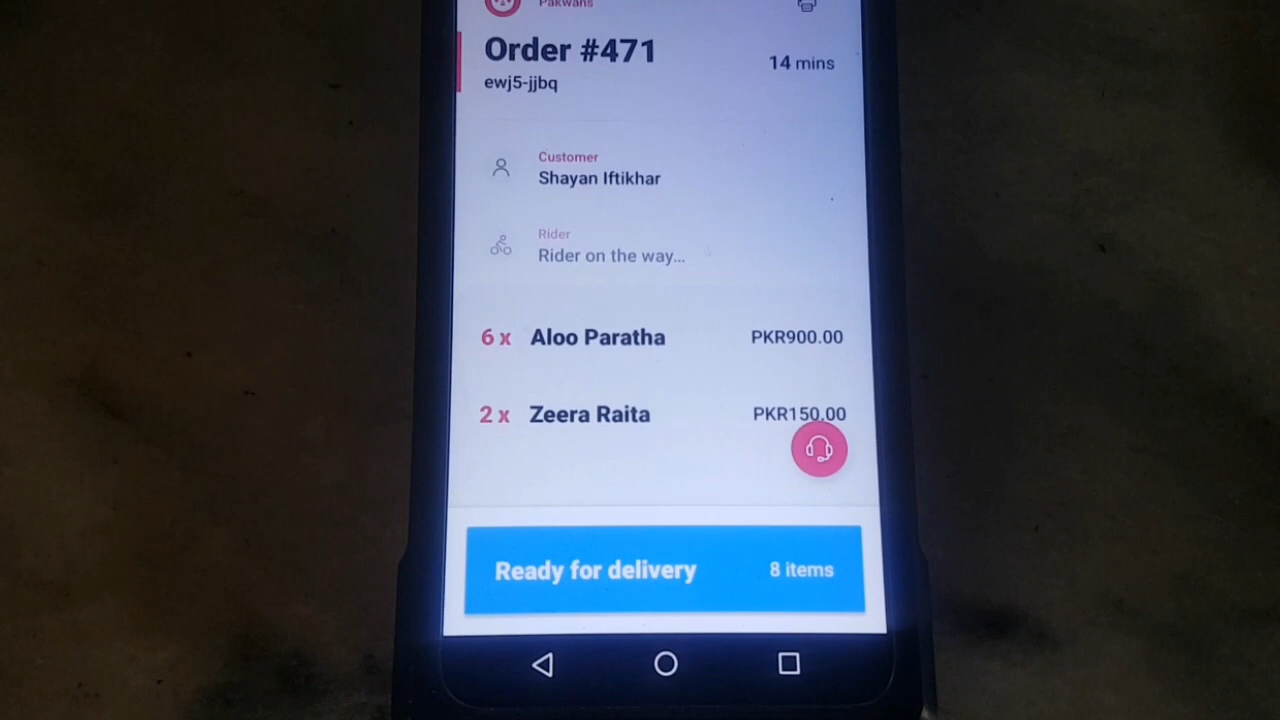 Pakwans
Order #471
14 mins
ewj5-jjbq
Customer
Shayan Iftikhar
Rider
Rider on the way...
6 x Aloo Paratha PKR900.00
2 x Zeera Raita PKR150.00
Ready for delivery 8 items